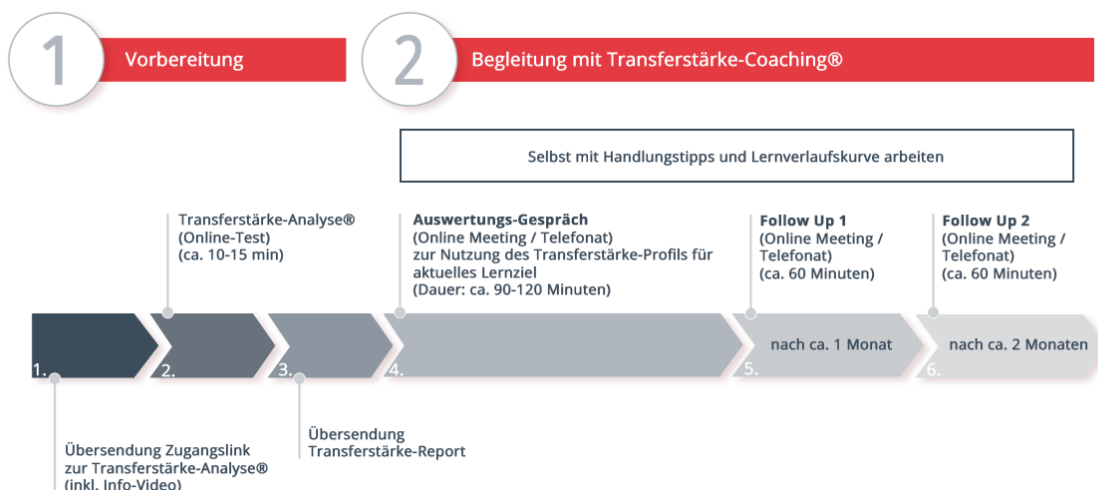 1 Vorbereitung
2 Begleitung mit Transferstärke-Coaching®
Selbst mit Handlungstipps und Lernverlaufskurve arbeiten
Transferstärke-Analyse®
(Online-Test)
(ca. 10-15 min)
Auswertungs-Gespräch
(Online Meeting / Telefonat)
zur Nutzung des Transferstärke-Profils für
aktuelles Lernziel
(Dauer: ca. 90-120 Minuten)
Follow Up 1
(Online Meeting /
Telefonat)
(ca. 60 Minuten)
Follow Up 2
(Online Meeting /
Telefonat)
(ca. 60 Minuten)
1.
2.
3.
4.
5.
nach ca. 1 Monat
6.
nach ca. 2 Monaten
Übersendung Zugangslink
zur Transferstärke-Analyse®
(inkl. Info-Video)
Übersendung
Transferstärke-Report